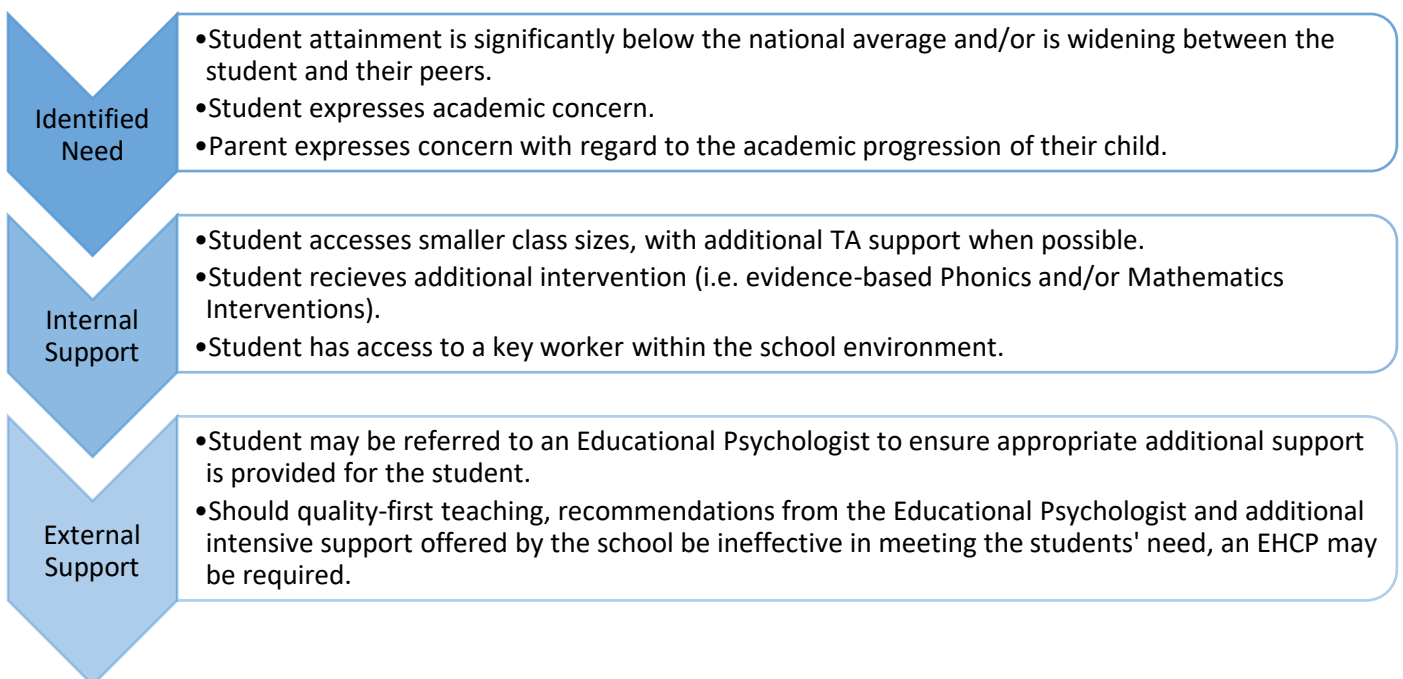 Identified
Need
•Student attainment is significantly below the national average and/or is widening between the
student and their peers.
•Student expresses academic concern.
•Parent expresses concern with regard to the academic progression of their child.
Internal
Support
•Student accesses smaller class sizes, with additional TA support when possible.
•Student recieves additional intervention (i.e. evidence-based Phonics and/or Mathematics
Interventions).
•Student has access to a key worker within the school environment.
External
Support
•Student may be referred to an Educational Psychologist to ensure appropriate additional support
is provided for the student.
•Should quality-first teaching, recommendations from the Educational Psychologist and additional
intensive support offered by the school be ineffective in meeting the students' need, an EHCP may
be required.